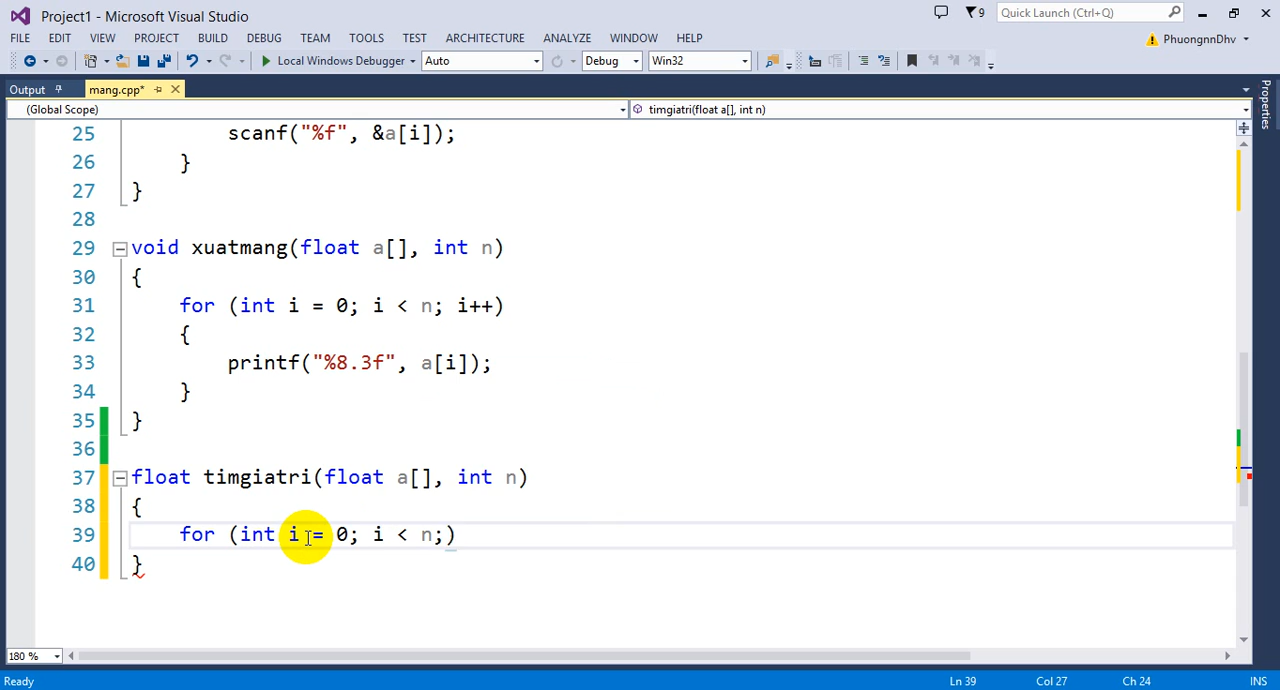 Project1 - Microsoft Visual Studio
9
Quick Launch (Ctrl+Q)
FILE EDIT VIEW PROJECT BUILD DEBUG TEAM TOOLS TEST ARCHITECTURE ANALYZE WINDOW HELP
PhuongnnDhv
Local Windows Debugger Auto Debug Win32
Output mang.cpp*
(Global Scope) timgiatri(float a[], int n)
Properties
25 scanf("%f", &a[i]);
26 }
27 }
28
29 void xuatmang(float a[], int n)
30 {
31 for (int i = 0; i < n; i++)
32 {
33 printf("%8.3f", a[i]);
34 }
35 }
36
37 float timgiatri(float a[], int n)
38 {
39 for (int i = 0; i < n;)
40 }
180 %
Ready Ln 39 Col 27 Ch 24 INS